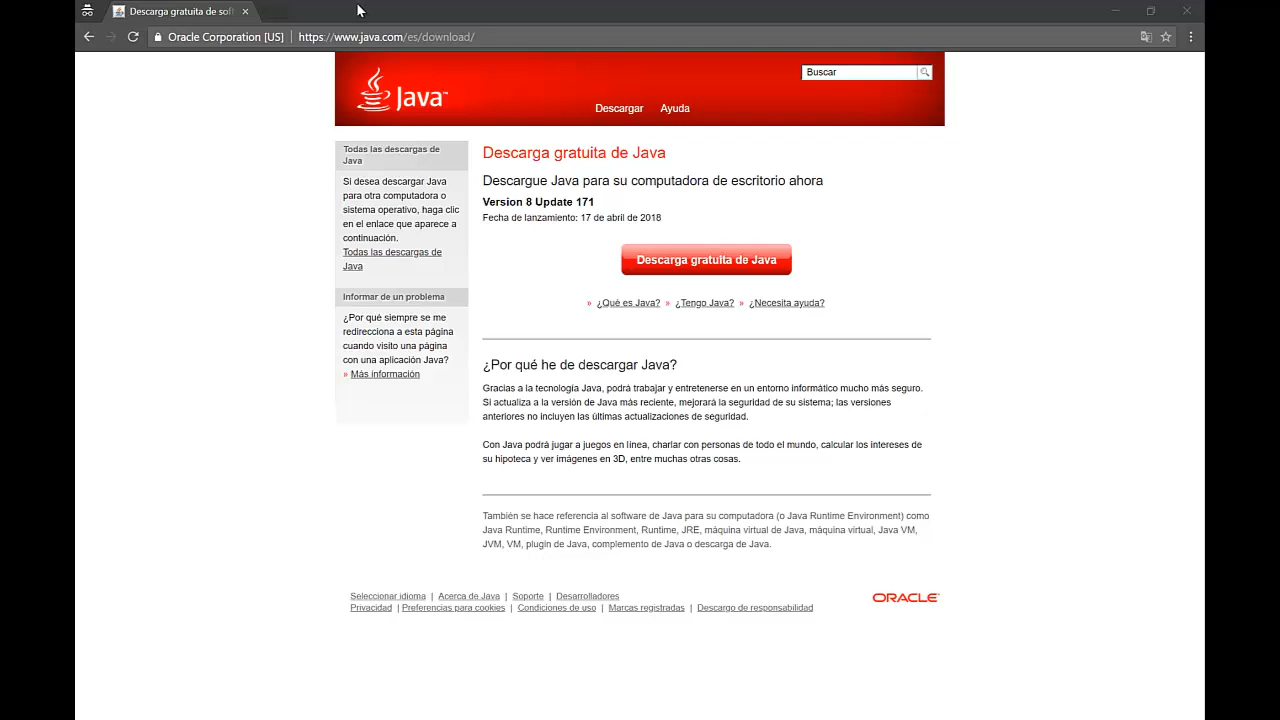 Descarga gratuita de sof
Oracle Corporation [US] https://www.java.com/es/download/
Java™
Buscar
Descargar Ayuda
Todas las descargas de
Java
Si desea descargar Java
para otra computadora o
sistema operativo, haga clic
en el enlace que aparece a
continuación.
Todas las descargas de
Java
Informar de un problema
¿Por qué siempre se me
redirecciona a esta página
cuando visito una página
con una aplicación Java?
» Más información
Descarga gratuita de Java
Descargue Java para su computadora de escritorio ahora
Version 8 Update 171
Fecha de lanzamiento: 17 de abril de 2018
Descarga gratuita de Java
» ¿Qué es Java? » ¿Tengo Java? » ¿Necesita ayuda?
¿Por qué he de descargar Java?
Gracias a la tecnología Java, podrá trabajar y entretenerse en un entorno informático mucho más seguro.
Si actualiza a la versión de Java más reciente, mejorará la seguridad de su sistema; las versiones
anteriores no incluyen las últimas actualizaciones de seguridad.
Con Java podrá jugar a juegos en línea, charlar con personas de todo el mundo, calcular los intereses de
su hipoteca y ver imágenes en 3D, entre muchas otras cosas.
También se hace referencia al software de Java para su computadora (o Java Runtime Environment) como
Java Runtime, Runtime Environment, Runtime, JRE, máquina virtual de Java, máquina virtual, Java VM,
JVM, VM, plugin de Java, complemento de Java o descarga de Java.
Seleccionar idioma | Acerca de Java | Soporte | Desarrolladores
Privacidad | Preferencias para cookies | Condiciones de uso | Marcas registradas | Descargo de responsabilidad
ORACLE